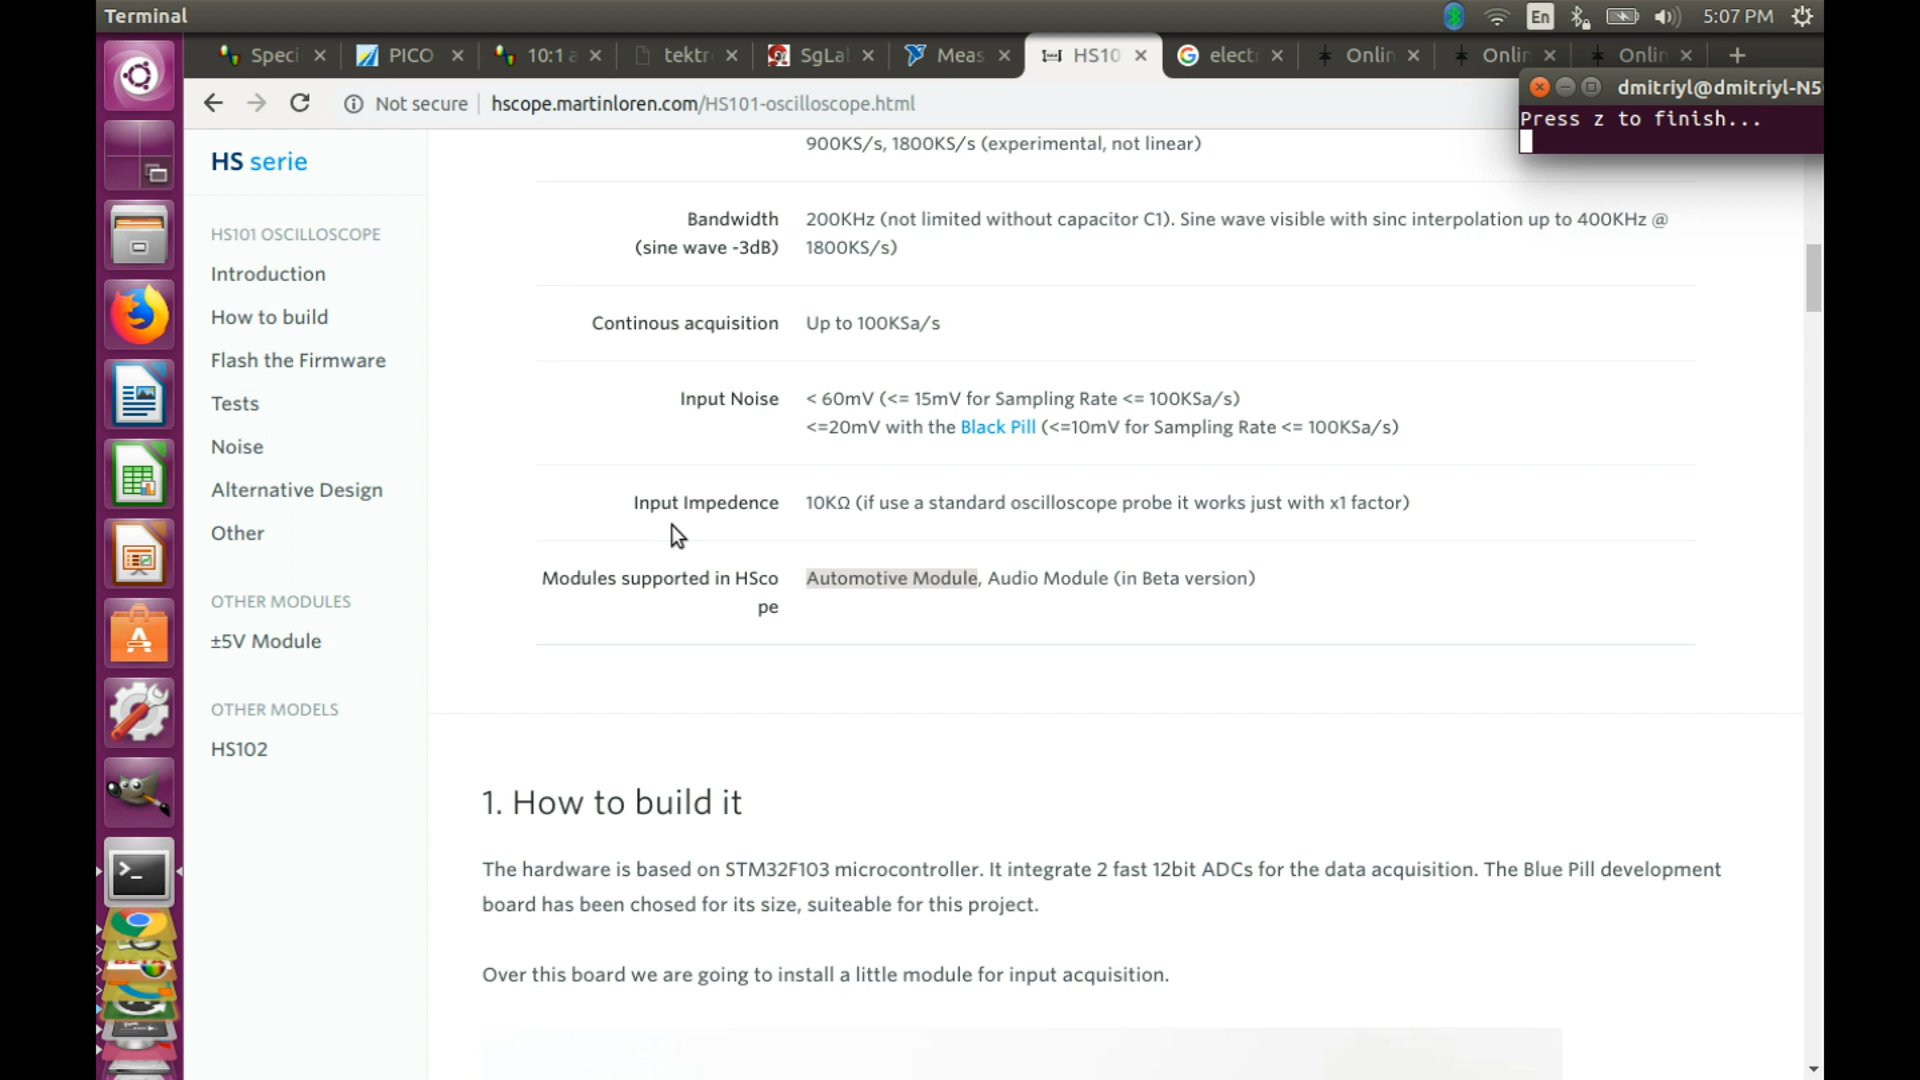 Terminal
En
5:07 PM
Speci
PICO
10:1 a
tektr
SgLal
Meas
HS10
electr
Onlin
Onlin
Onlin
dmitriyl@dmitriyl-N5
Press z to finish...
Not secure
hscope.martinloren.com/HS101-oscilloscope.html
HS serie
HS101 OSCILLOSCOPE
Introduction
How to build
Flash the Firmware
Tests
Noise
Alternative Design
Other
OTHER MODULES
±5V Module
OTHER MODELS
HS102
900KS/s, 1800KS/s (experimental, not linear)
Bandwidth
(sine wave -3dB)
200KHz (not limited without capacitor C1). Sine wave visible with sinc interpolation up to 400KHz @
1800KS/s)
Continous acquisition
Up to 100KSa/s
Input Noise
< 60mV (<= 15mV for Sampling Rate <= 100KSa/s)
<=20mV with the Black Pill (<=10mV for Sampling Rate <= 100KSa/s)
Input Impedence
10KΩ (if use a standard oscilloscope probe it works just with x1 factor)
Modules supported in HSco
pe
Automotive Module, Audio Module (in Beta version)
1. How to build it
The hardware is based on STM32F103 microcontroller. It integrate 2 fast 12bit ADCs for the data acquisition. The Blue Pill development
board has been chosed for its size, suiteable for this project.
Over this board we are going to install a little module for input acquisition.